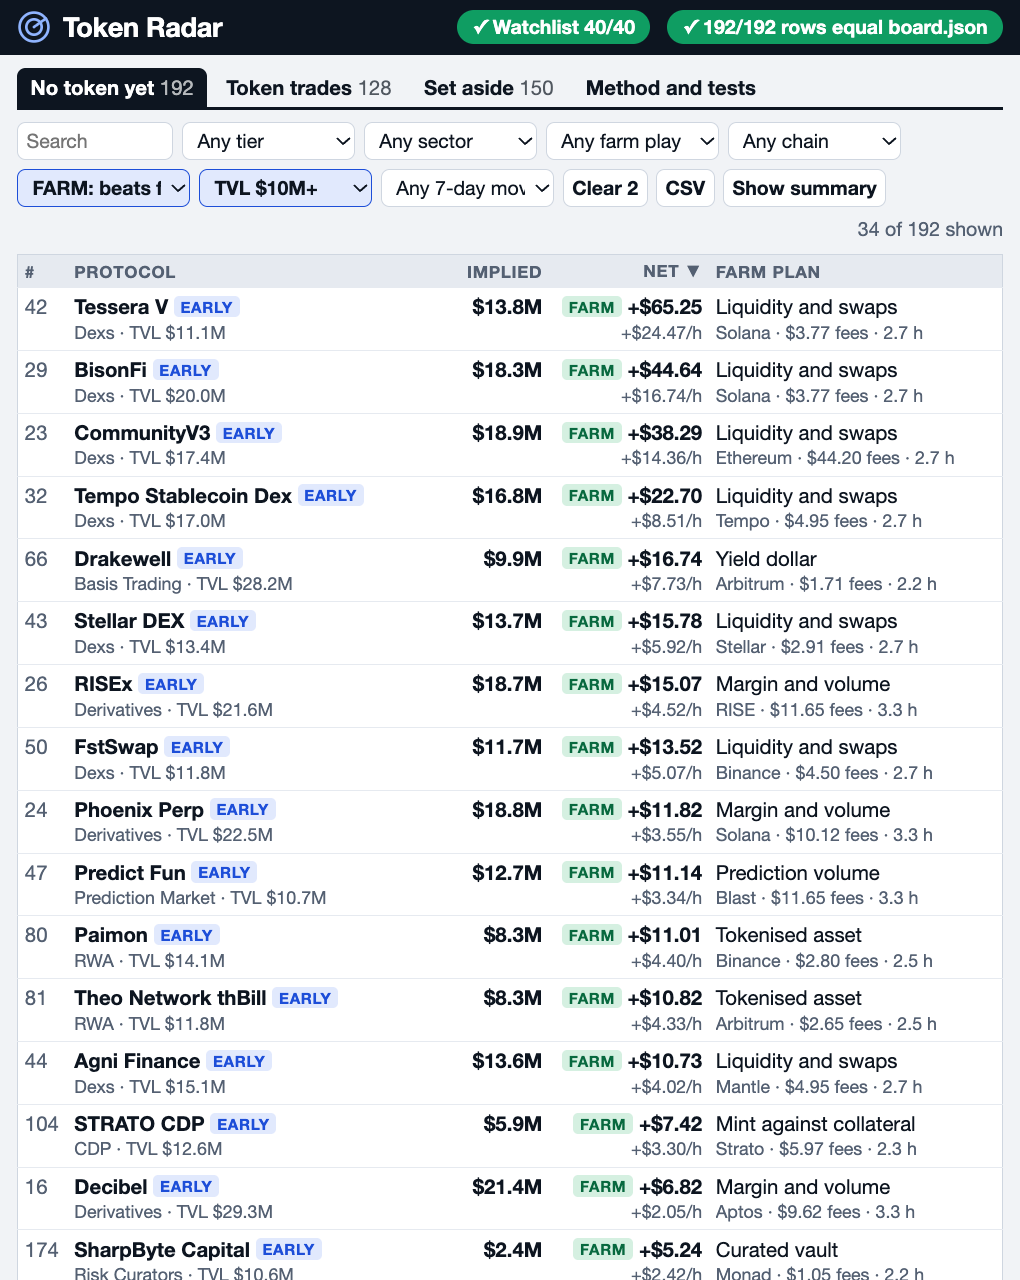 Token Radar
✓ Watchlist 40/40
✓ 192/192 rows equal board.json
No token yet 192
Token trades 128
Set aside 150
Method and tests
Search
Any tier
Any sector
Any farm play
Any chain
FARM: beats f
TVL $10M+
Any 7-day mov
Clear 2
CSV
Show summary
34 of 192 shown
# PROTOCOL IMPLIED NET ▼ FARM PLAN
42 Tessera V EARLY $13.8M FARM +$65.25 Liquidity and swaps
Dexs · TVL $11.1M +$24.47/h Solana · $3.77 fees · 2.7 h
29 BisonFi EARLY $18.3M FARM +$44.64 Liquidity and swaps
Dexs · TVL $20.0M +$16.74/h Solana · $3.77 fees · 2.7 h
23 CommunityV3 EARLY $18.9M FARM +$38.29 Liquidity and swaps
Dexs · TVL $17.4M +$14.36/h Ethereum · $44.20 fees · 2.7 h
32 Tempo Stablecoin Dex EARLY $16.8M FARM +$22.70 Liquidity and swaps
Dexs · TVL $17.0M +$8.51/h Tempo · $4.95 fees · 2.7 h
66 Drakewell EARLY $9.9M FARM +$16.74 Yield dollar
Basis Trading · TVL $28.2M +$7.73/h Arbitrum · $1.71 fees · 2.2 h
43 Stellar DEX EARLY $13.7M FARM +$15.78 Liquidity and swaps
Dexs · TVL $13.4M +$5.92/h Stellar · $2.91 fees · 2.7 h
26 RISEx EARLY $18.7M FARM +$15.07 Margin and volume
Derivatives · TVL $21.6M +$4.52/h RISE · $11.65 fees · 3.3 h
50 FstSwap EARLY $11.7M FARM +$13.52 Liquidity and swaps
Dexs · TVL $11.8M +$5.07/h Binance · $4.50 fees · 2.7 h
24 Phoenix Perp EARLY $18.8M FARM +$11.82 Margin and volume
Derivatives · TVL $22.5M +$3.55/h Solana · $10.12 fees · 3.3 h
47 Predict Fun EARLY $12.7M FARM +$11.14 Prediction volume
Prediction Market · TVL $10.7M +$3.34/h Blast · $11.65 fees · 3.3 h
80 Paimon EARLY $8.3M FARM +$11.01 Tokenised asset
RWA · TVL $14.1M +$4.40/h Binance · $2.80 fees · 2.5 h
81 Theo Network thBill EARLY $8.3M FARM +$10.82 Tokenised asset
RWA · TVL $11.8M +$4.33/h Arbitrum · $2.65 fees · 2.5 h
44 Agni Finance EARLY $13.6M FARM +$10.73 Liquidity and swaps
Dexs · TVL $15.1M +$4.02/h Mantle · $4.95 fees · 2.7 h
104 STRATO CDP EARLY $5.9M FARM +$7.42 Mint against collateral
CDP · TVL $12.6M +$3.30/h Strato · $5.97 fees · 2.3 h
16 Decibel EARLY $21.4M FARM +$6.82 Margin and volume
Derivatives · TVL $29.3M +$2.05/h Aptos · $9.62 fees · 3.3 h
174 SharpByte Capital EARLY $2.4M FARM +$5.24 Curated vault
Risk Curators · TVL $10.6M +$2.42/h Monad · $1.05 fees · 2.2 h